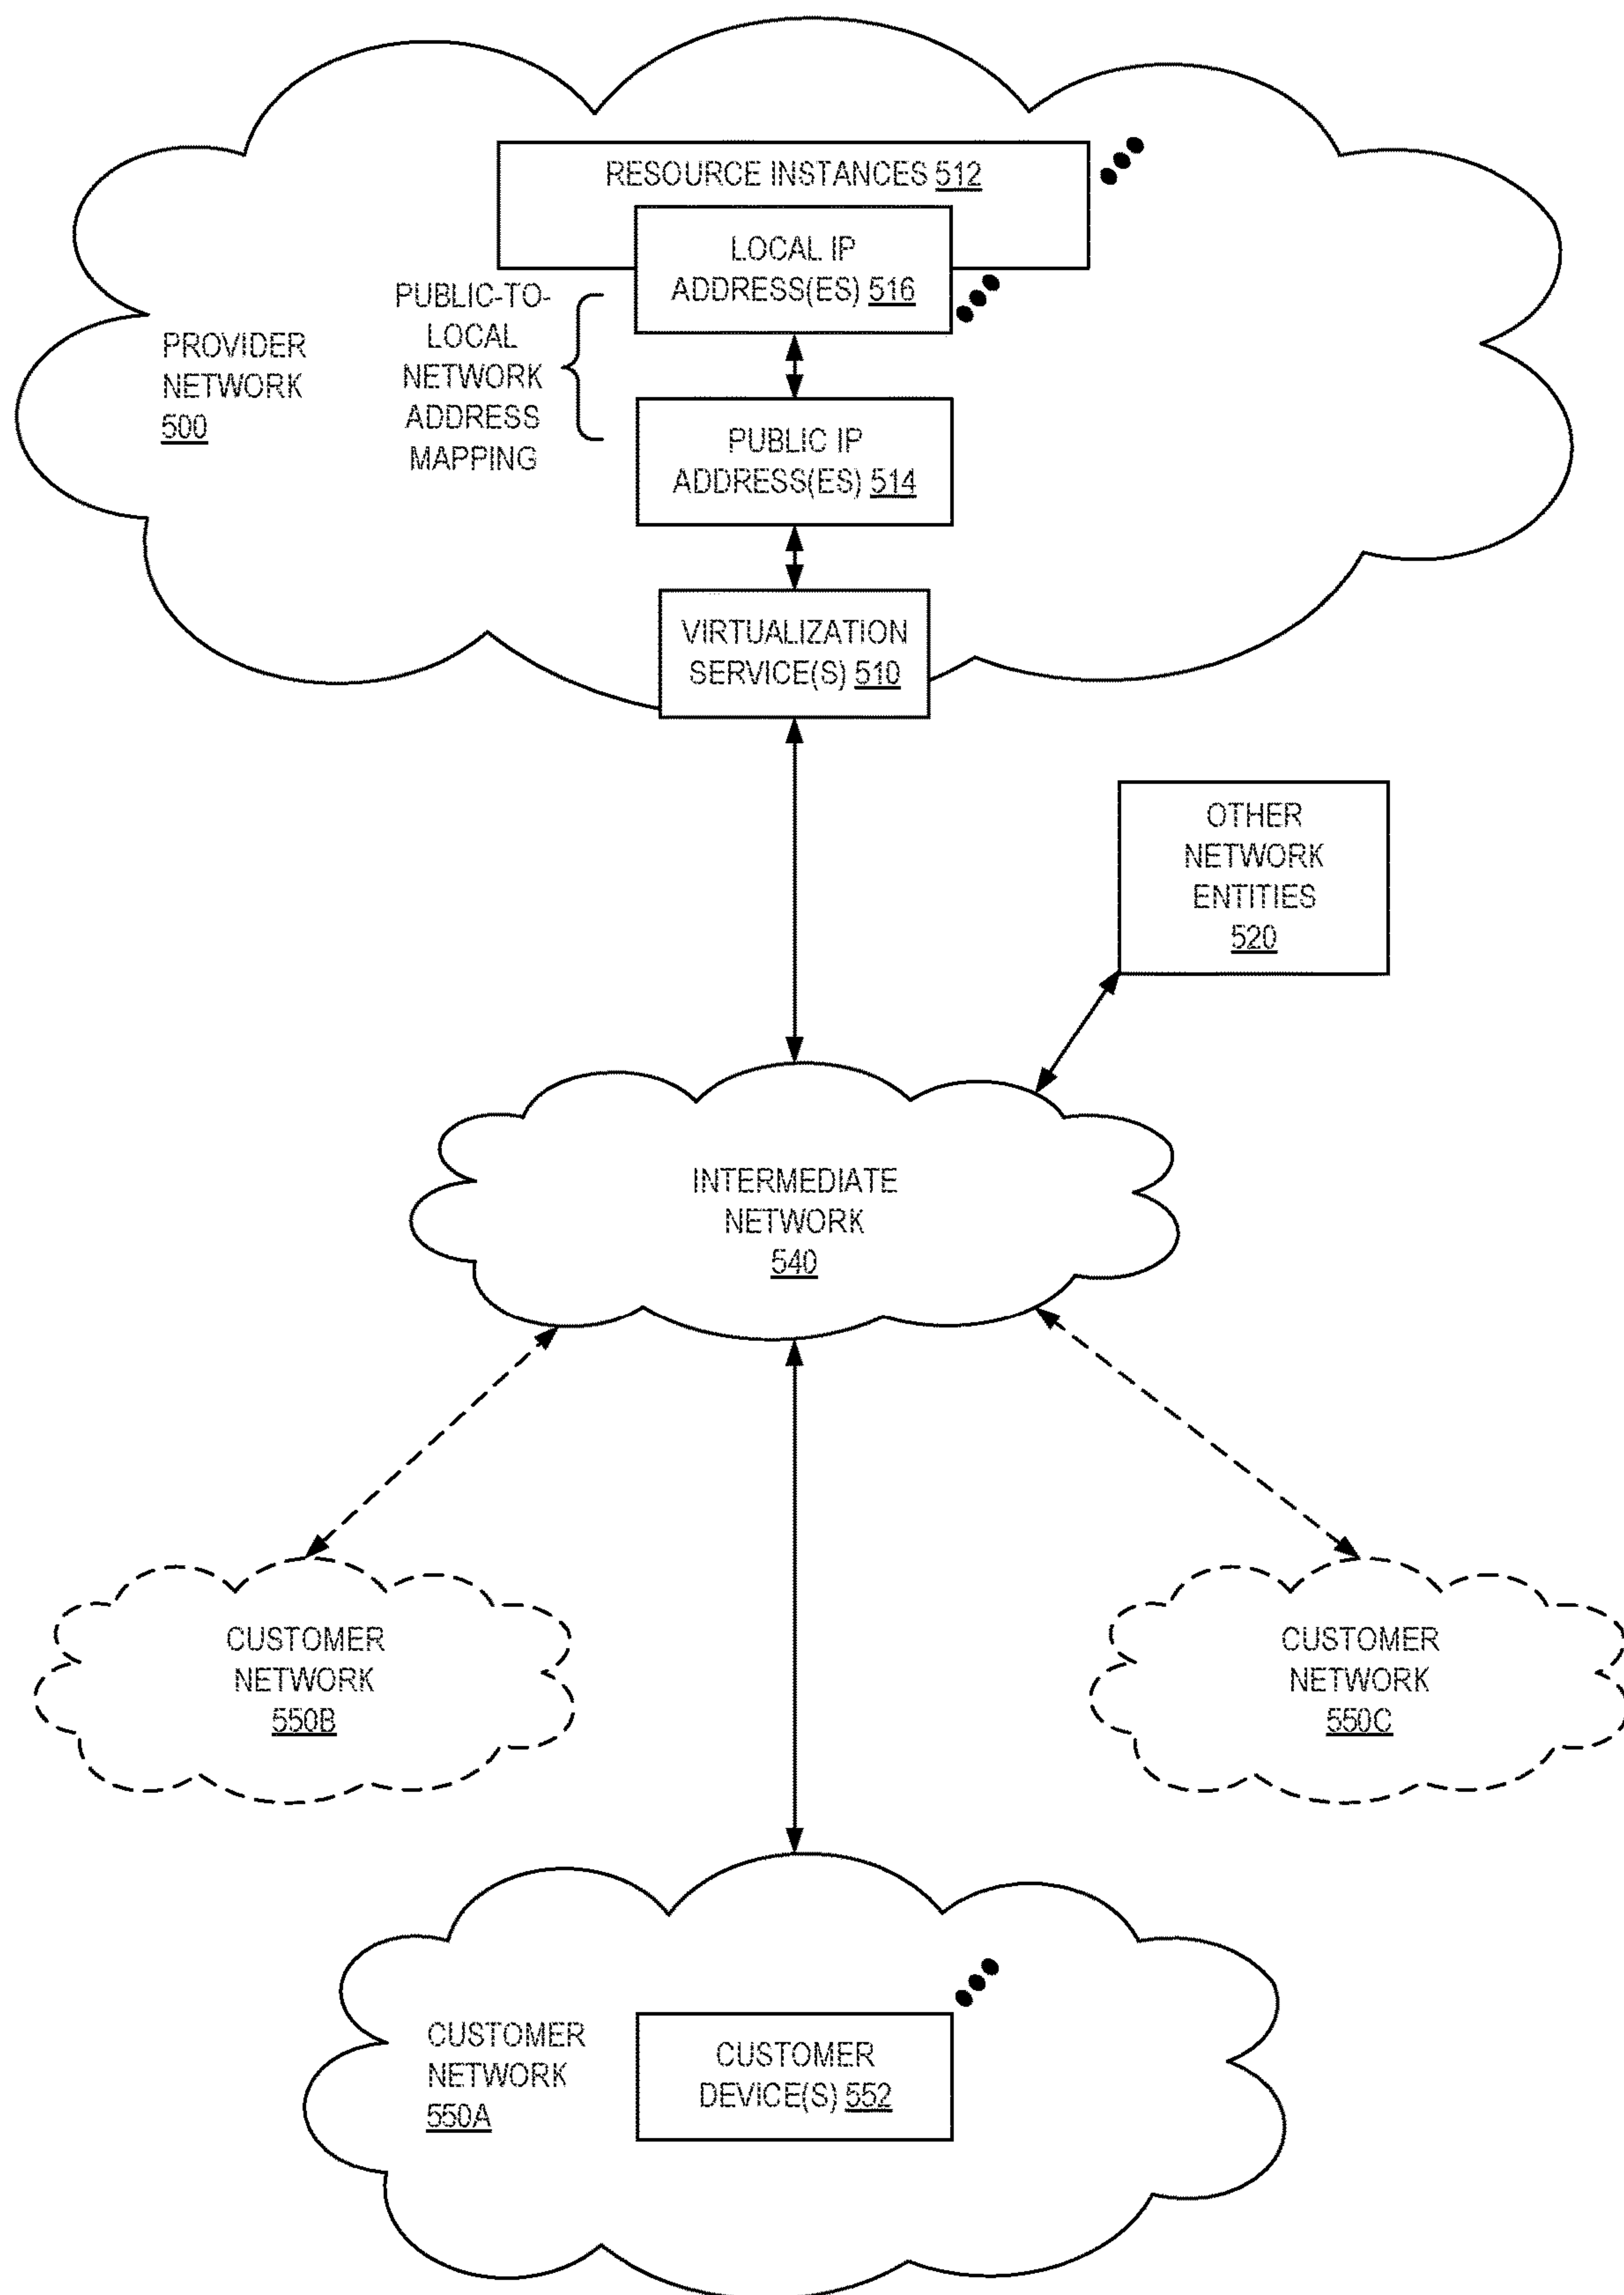 RESOURCE INSTANCES 512
LOCAL IP
ADDRESS(ES) 516
PUBLIC-TO-
LOCAL
NETWORK
ADDRESS
MAPPING
PROVIDER
NETWORK
500
PUBLIC IP
ADDRESS(ES) 514
VIRTUALIZATION
SERVICE(S) 510
OTHER
NETWORK
ENTITIES
520
INTERMEDIATE
NETWORK
540
CUSTOMER
NETWORK
550B
CUSTOMER
NETWORK
550C
CUSTOMER
NETWORK
550A
CUSTOMER
DEVICE(S) 552